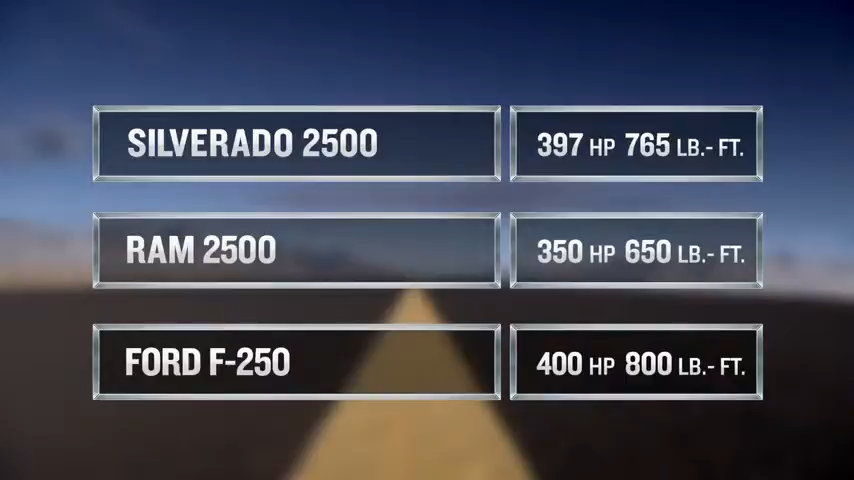 SILVERADO 2500 397 HP 765 LB.- FT.
RAM 2500 350 HP 650 LB.- FT.
FORD F-250 400 HP 800 LB.- FT.